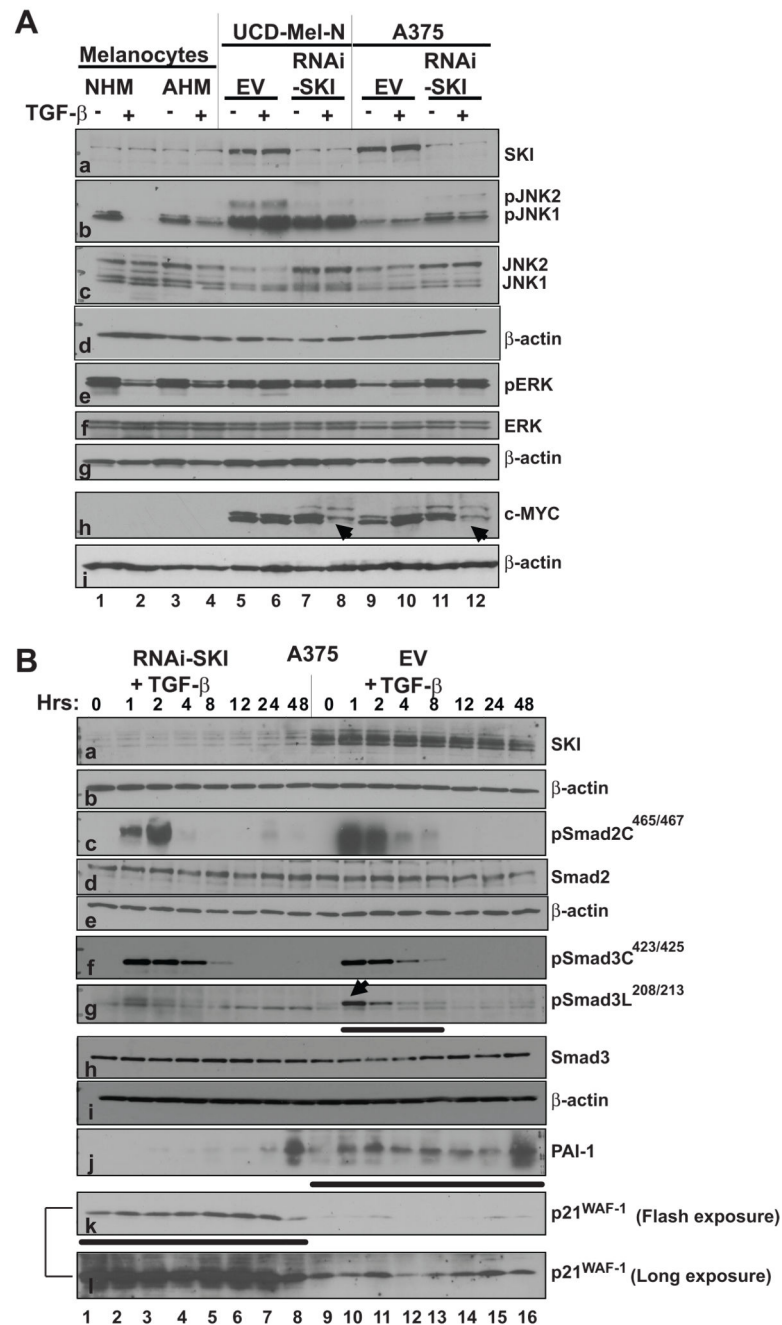 A
UCD-Mel-N A375
Melanocytes RNAi RNAi
NHM AHM EV -SKI EV -SKI
TGF-β - + - + - + - + - + - +
a SKI
pJNK2
b pJNK1
JNK2
c JNK1
d β-actin
e pERK
f ERK
g β-actin
h c-MYC
i β-actin
1 2 3 4 5 6 7 8 9 10 11 12
B
RNAi-SKI A375 EV
+ TGF-β + TGF-β
Hrs: 0 1 2 4 8 12 24 48 0 1 2 4 8 12 24 48
a SKI
b β-actin
c pSmad2C465/467
d Smad2
e β-actin
f pSmad3C423/425
g pSmad3L208/213
h Smad3
i β-actin
j PAI-1
k p21WAF-1 (Flash exposure)
l p21WAF-1 (Long exposure)
1 2 3 4 5 6 7 8 9 10 11 12 13 14 15 16